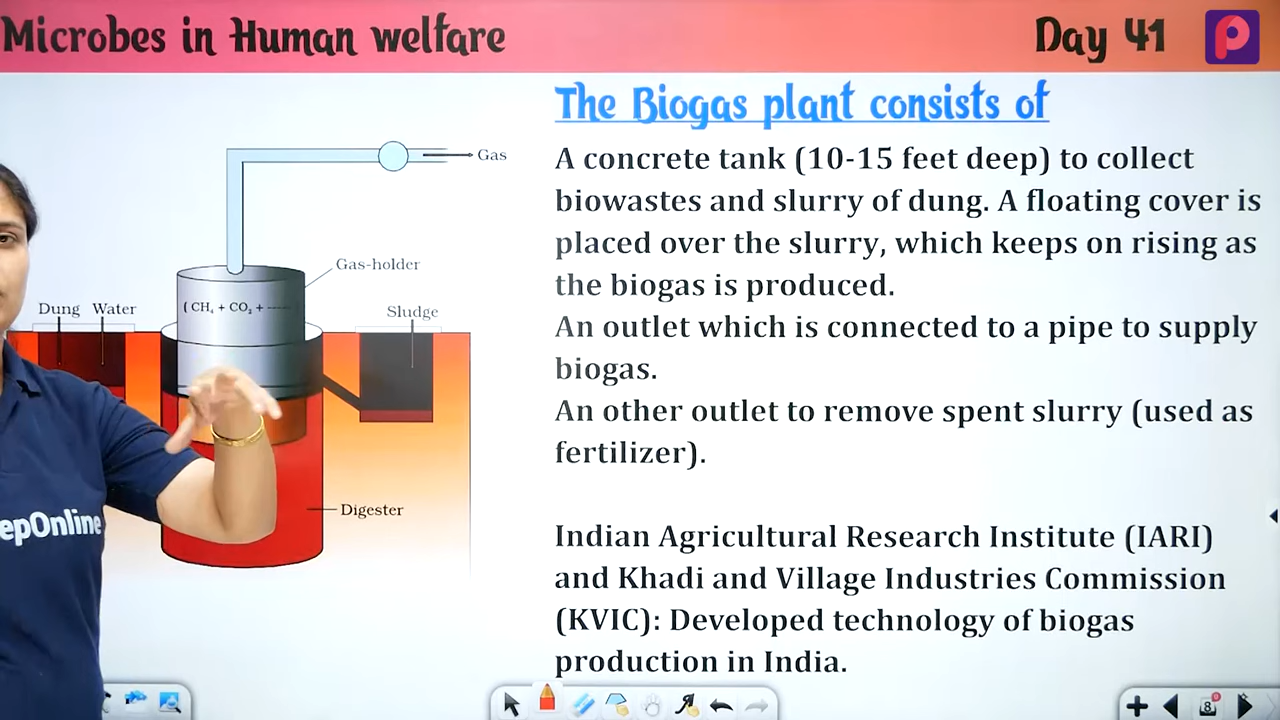 Microbes in Human welfare
Day 41
The Biogas plant consists of
A concrete tank (10-15 feet deep) to collect
biowastes and slurry of dung. A floating cover is
placed over the slurry, which keeps on rising as
the biogas is produced.
An outlet which is connected to a pipe to supply
biogas.
An other outlet to remove spent slurry (used as
fertilizer).
Indian Agricultural Research Institute (IARI)
and Khadi and Village Industries Commission
(KVIC): Developed technology of biogas
production in India.
Gas
Gas-holder
( CH₄ + CO₂ + -----
Dung Water
Sludge
Digester
epOnline
8